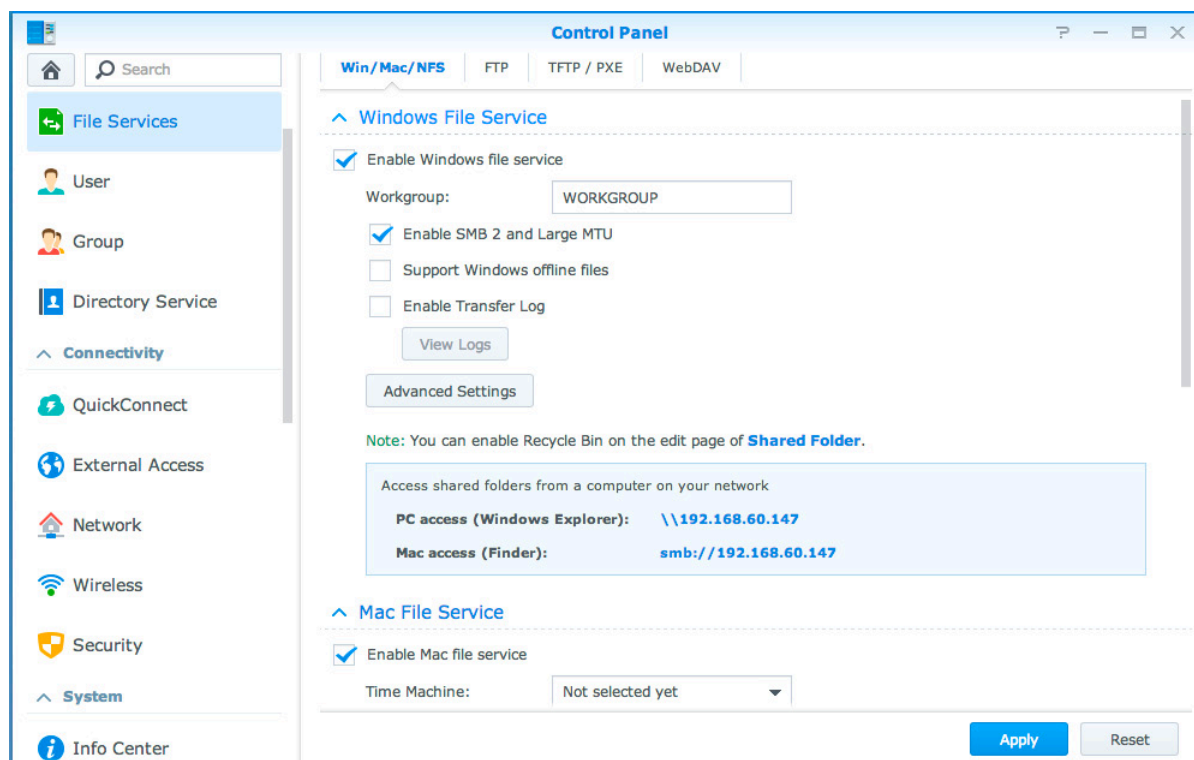 Control Panel
Search
File Services
User
Group
Directory Service
Connectivity
QuickConnect
External Access
Network
Wireless
Security
System
Info Center
Win/Mac/NFS FTP TFTP / PXE WebDAV
Windows File Service
Enable Windows file service
Workgroup: WORKGROUP
Enable SMB 2 and Large MTU
Support Windows offline files
Enable Transfer Log
View Logs
Advanced Settings
Note: You can enable Recycle Bin on the edit page of Shared Folder.
Access shared folders from a computer on your network
PC access (Windows Explorer): \\192.168.60.147
Mac access (Finder): smb://192.168.60.147
Mac File Service
Enable Mac file service
Time Machine: Not selected yet
Apply Reset